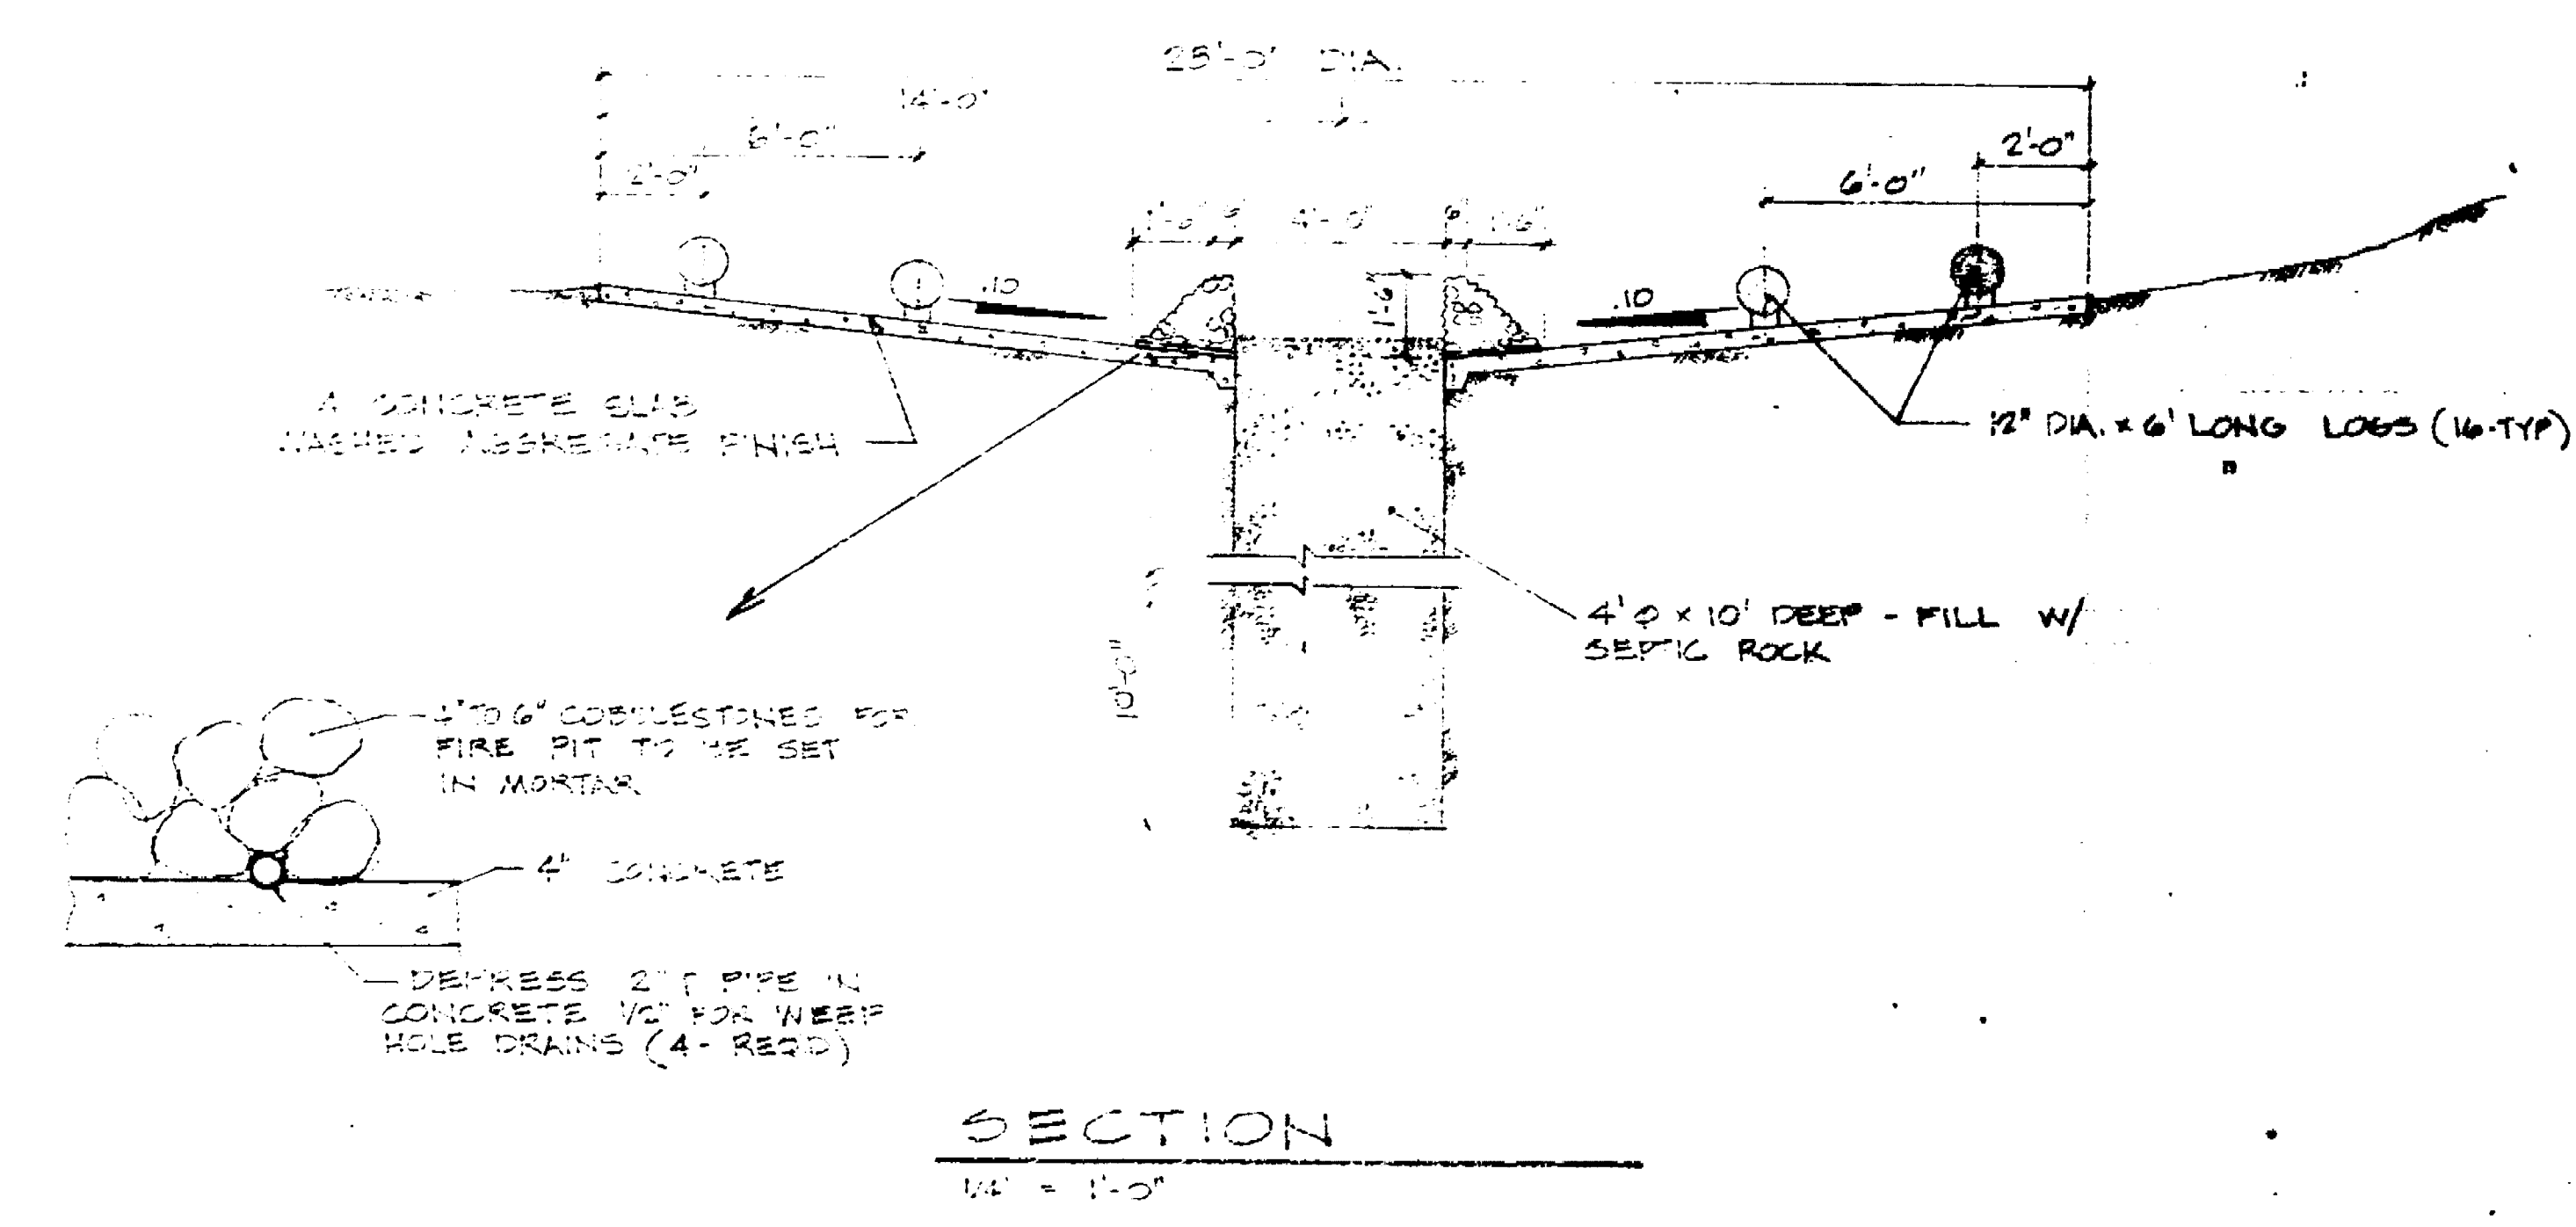 28'-0" DIA.
14'-0"
6'-0"
2'-0"
2'-0"
6'-0"
1'-6" 6" 4'-0" 6" 1'-6"
1'-6"
.10
.10
4" CONCRETE SLAB
WASHED AGGREGATE FINISH
12" DIA. x 6' LONG LOGS (16-TYP)
4' Φ x 10' DEEP - FILL W/
SEPTIC ROCK
10'-0"
4" TO 6" COBBLESTONES FOR
FIRE PIT TO BE SET
IN MORTAR
4" CONCRETE
DEPRESS 2" PIPE IN
CONCRETE 1/2" FOR WEEP
HOLE DRAINS (4- REQD)
SECTION
1/4" = 1'-0"